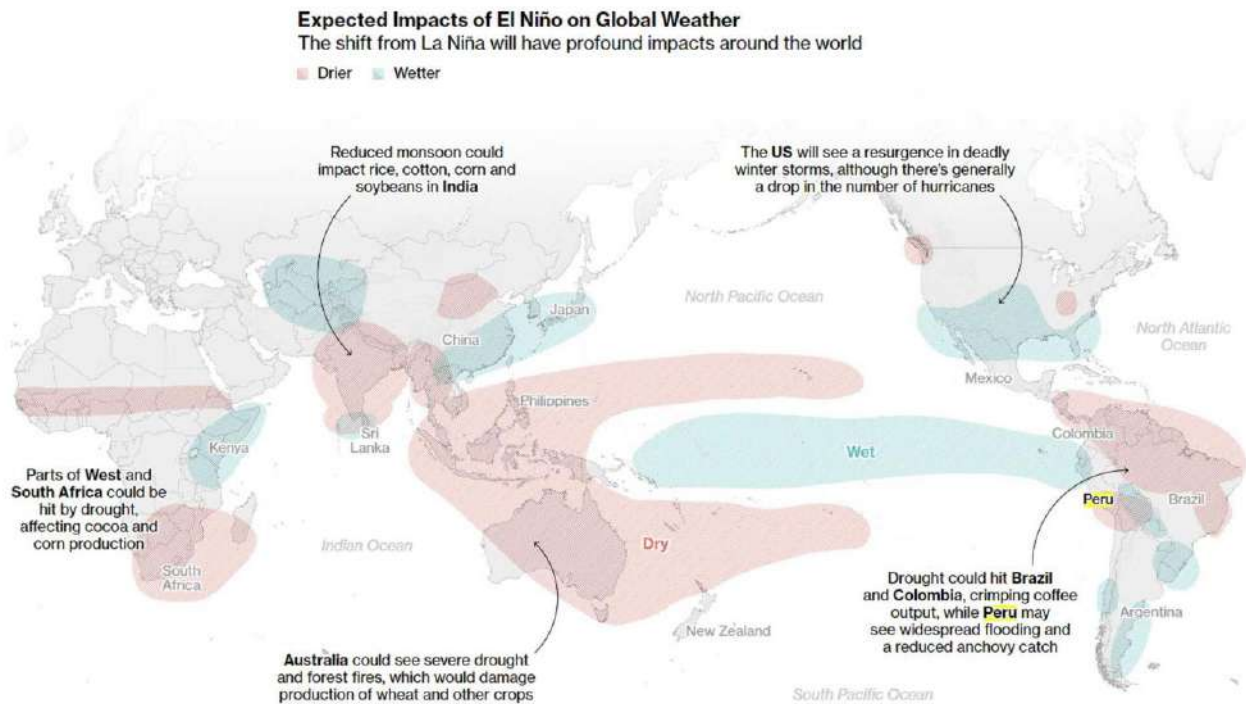 Expected Impacts of El Niño on Global Weather
The shift from La Niña will have profound impacts around the world
Drier Wetter
Reduced monsoon could
impact rice, cotton, corn and
soybeans in India
The US will see a resurgence in deadly
winter storms, although there's generally
a drop in the number of hurricanes
North Pacific Ocean
Japan
China
North Atlantic
Ocean
Mexico
Philippines
Sri
Lanka
Kenya
Colombia
Wet
Parts of West and
South Africa could be
hit by drought,
affecting cocoa and
corn production
Peru
Brazil
Indian Ocean
Dry
South
Africa
Drought could hit Brazil
and Colombia, crimping coffee
output, while Peru may
see widespread flooding and
a reduced anchovy catch
Argentina
New Zealand
Australia could see severe drought
and forest fires, which would damage
production of wheat and other crops
South Pacific Ocean